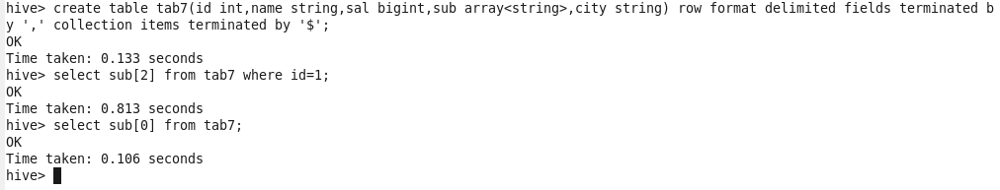 hive> create table tab7(id int,name string,sal bigint,sub array<string>,city string) row format delimited fields terminated b
y ',' collection items terminated by '$';
OK
Time taken: 0.133 seconds
hive> select sub[2] from tab7 where id=1;
OK
Time taken: 0.813 seconds
hive> select sub[0] from tab7;
OK
Time taken: 0.106 seconds
hive>